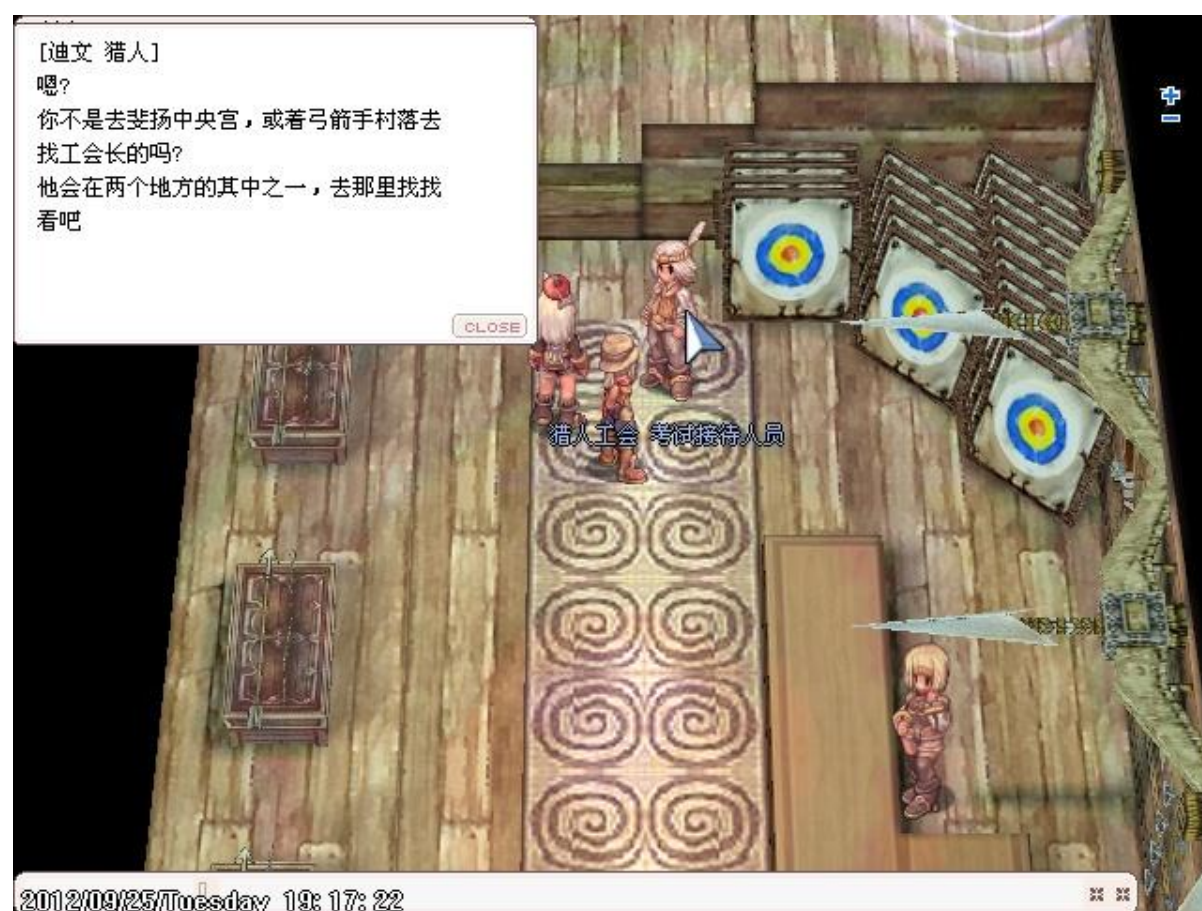 [迪文 猎人]
嗯?
你不是去斐扬中央宫，或着弓箭手村落去
找工会长的吗?
他会在两个地方的其中之一，去那里找找
看吧
CLOSE
猎人工会 考试接待人员
2012/09/25/Tuesday 19:17:22